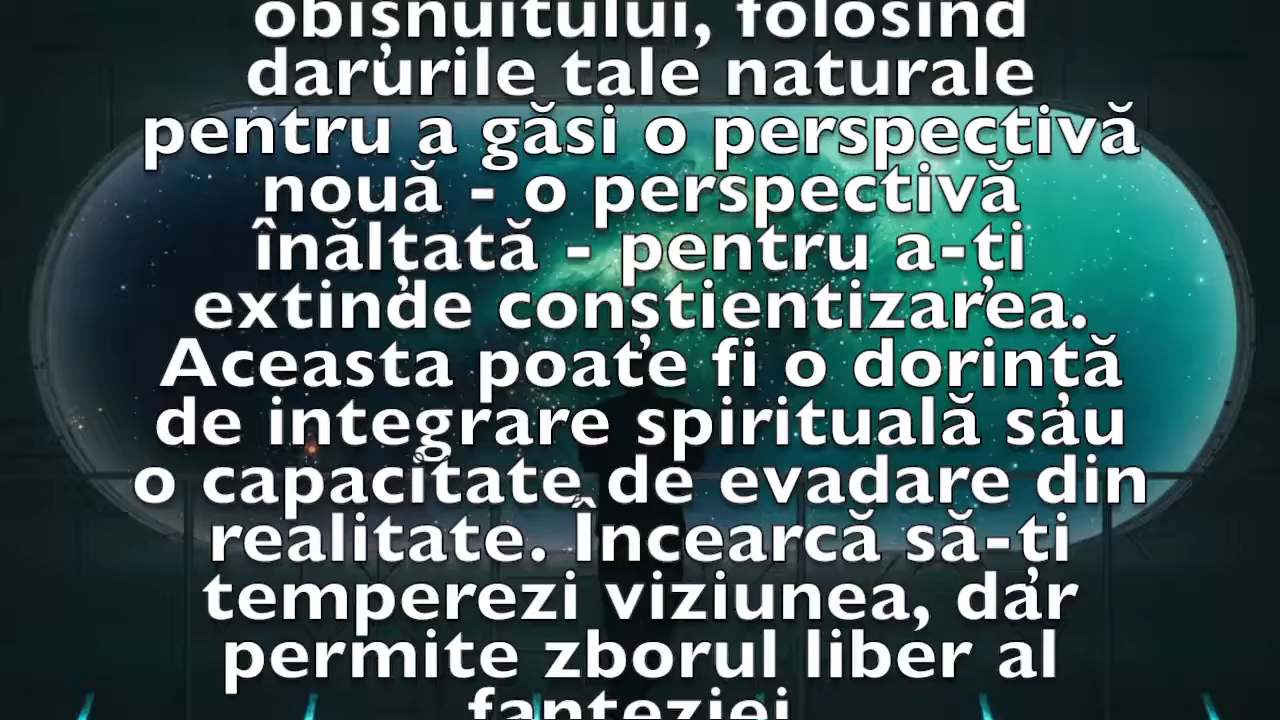 obișnuitului, folosind
darurile tale naturale
pentru a găsi o perspectivă
nouă - o perspectivă
înălțată - pentru a-ți
extinde conștientizarea.
Aceasta poate fi o dorință
de integrare spirituală sau
o capacitate de evadare din
realitate. Încearcă să-ți
temperezi viziunea, dar
permite zborul liber al
fanteziei